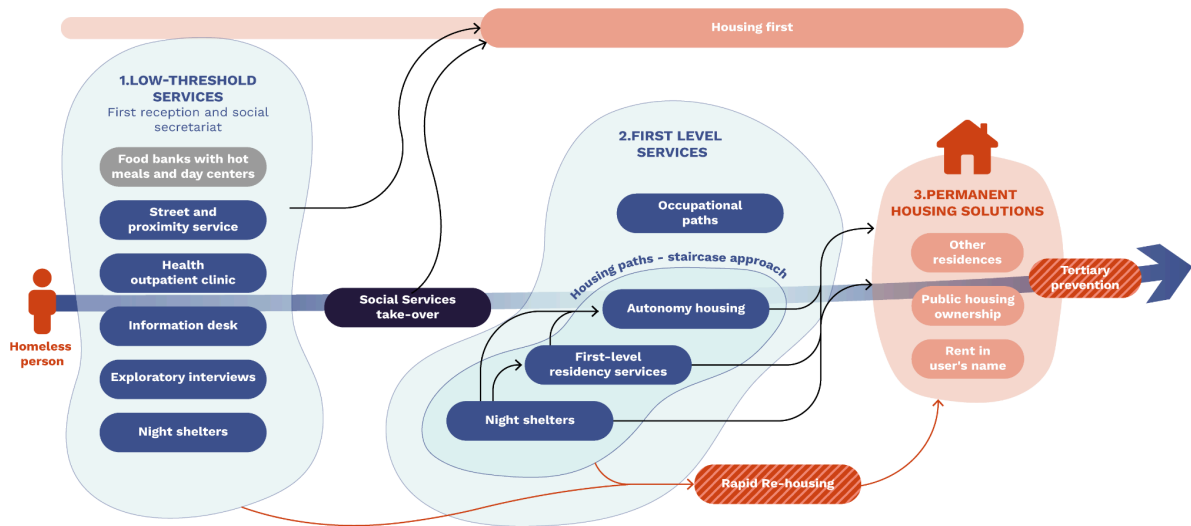 Housing first
1.LOW-THRESHOLD
SERVICES
First reception and social
secretariat
Food banks with hot
meals and day centers
Street and
proximity service
Health
outpatient clinic
Information desk
Exploratory interviews
Night shelters
Homeless
person
Social Services
take-over
2.FIRST LEVEL
SERVICES
Occupational
paths
Housing paths - staircase approach
Autonomy housing
First-level
residency services
Night shelters
Rapid Re-housing
3.PERMANENT
HOUSING SOLUTIONS
Other
residences
Public housing
ownership
Rent in
user's name
Tertiary
prevention